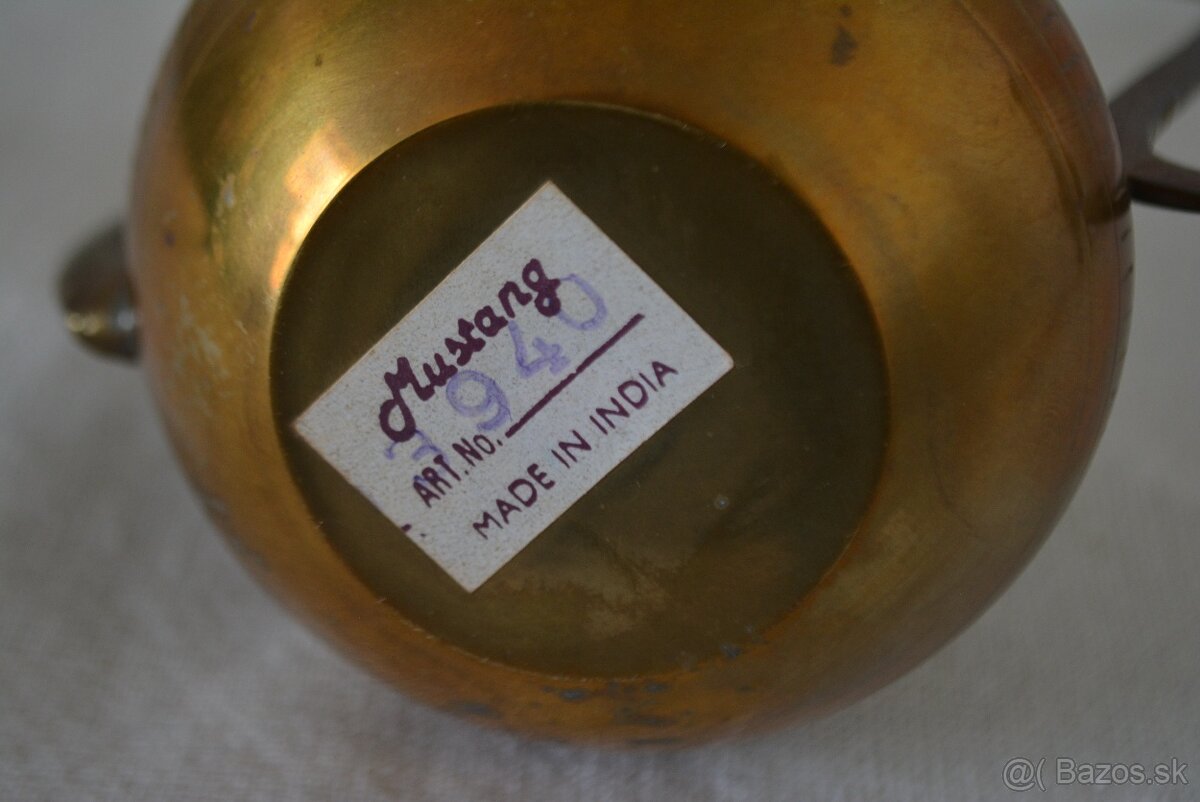 Mustang
3940
ART.NO.
MADE IN INDIA
@( Bazos.sk